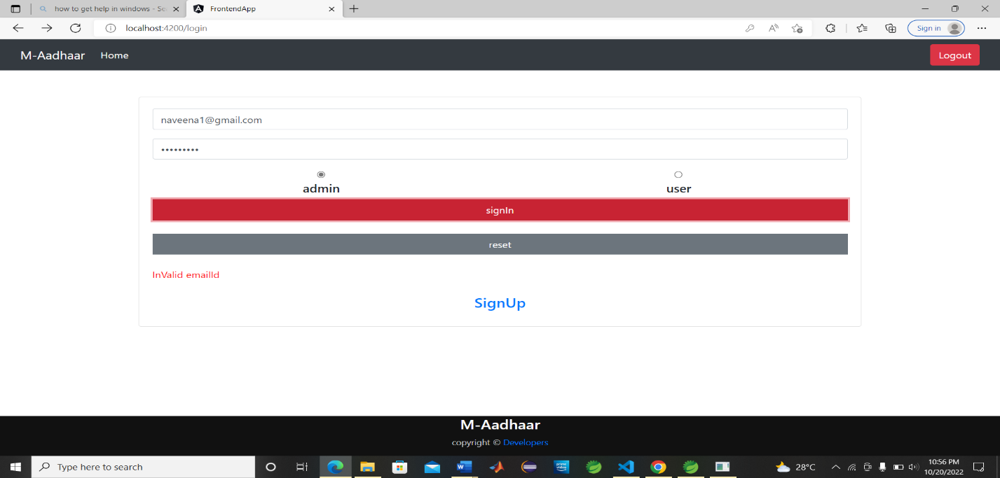 how to get help in windows - Se
FrontendApp
localhost:4200/login
Sign in
M-Aadhaar Home Logout
naveena1@gmail.com
•••••••••
admin user
signIn
reset
InValid emailId
SignUp
M-Aadhaar
copyright © Developers
Type here to search
28°C
10:56 PM
10/20/2022